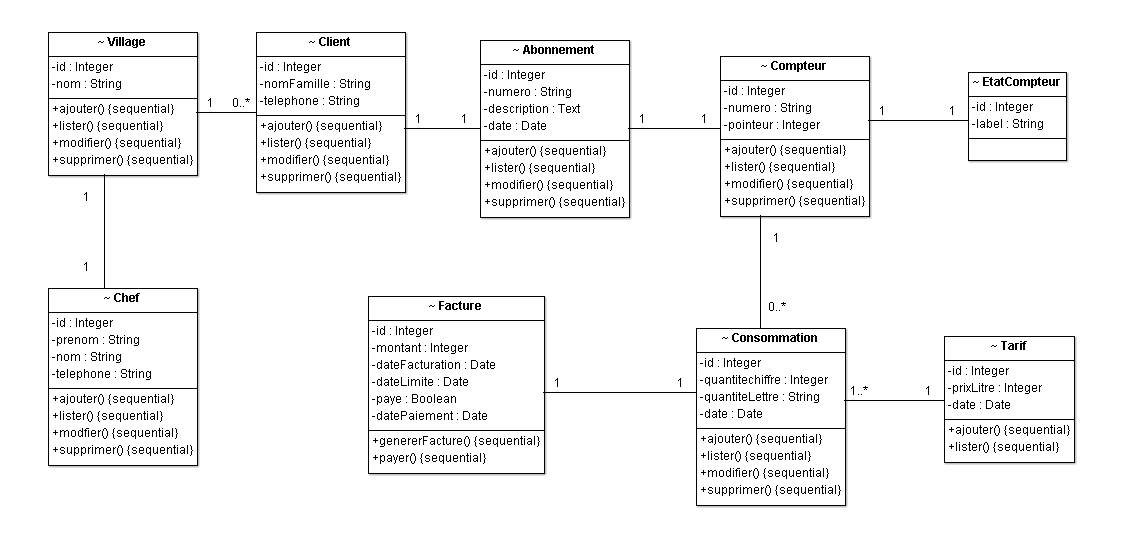 ~ Village
-id : Integer
-nom : String
+ajouter() {sequential}
+lister() {sequential}
+modifier() {sequential}
+supprimer() {sequential}
1
0..*
~ Client
-id : Integer
-nomFamille : String
-telephone : String
+ajouter() {sequential}
+lister() {sequential}
+modifier() {sequential}
+supprimer() {sequential}
1
1
~ Abonnement
-id : Integer
-numero : String
-description : Text
-date : Date
+ajouter() {sequential}
+lister() {sequential}
+modifier() {sequential}
+supprimer() {sequential}
1
1
~ Compteur
-id : Integer
-numero : String
-pointeur : Integer
+ajouter() {sequential}
+lister() {sequential}
+modifier() {sequential}
+supprimer() {sequential}
1
1
~ EtatCompteur
-id : Integer
-label : String
1
1
~ Chef
-id : Integer
-prenom : String
-nom : String
-telephone : String
+ajouter() {sequential}
+lister() {sequential}
+modfier() {sequential}
+supprimer() {sequential}
~ Facture
-id : Integer
-montant : Integer
-dateFacturation : Date
-dateLimite : Date
-paye : Boolean
-datePaiement : Date
+genererFacture() {sequential}
+payer() {sequential}
1
1
1
0..*
~ Consommation
-id : Integer
-quantitechiffre : Integer
-quantiteLettre : String
-date : Date
+ajouter() {sequential}
+lister() {sequential}
+modifier() {sequential}
+supprimer() {sequential}
1..*
1
~ Tarif
-id : Integer
-prixLitre : Integer
-date : Date
+ajouter() {sequential}
+lister() {sequential}